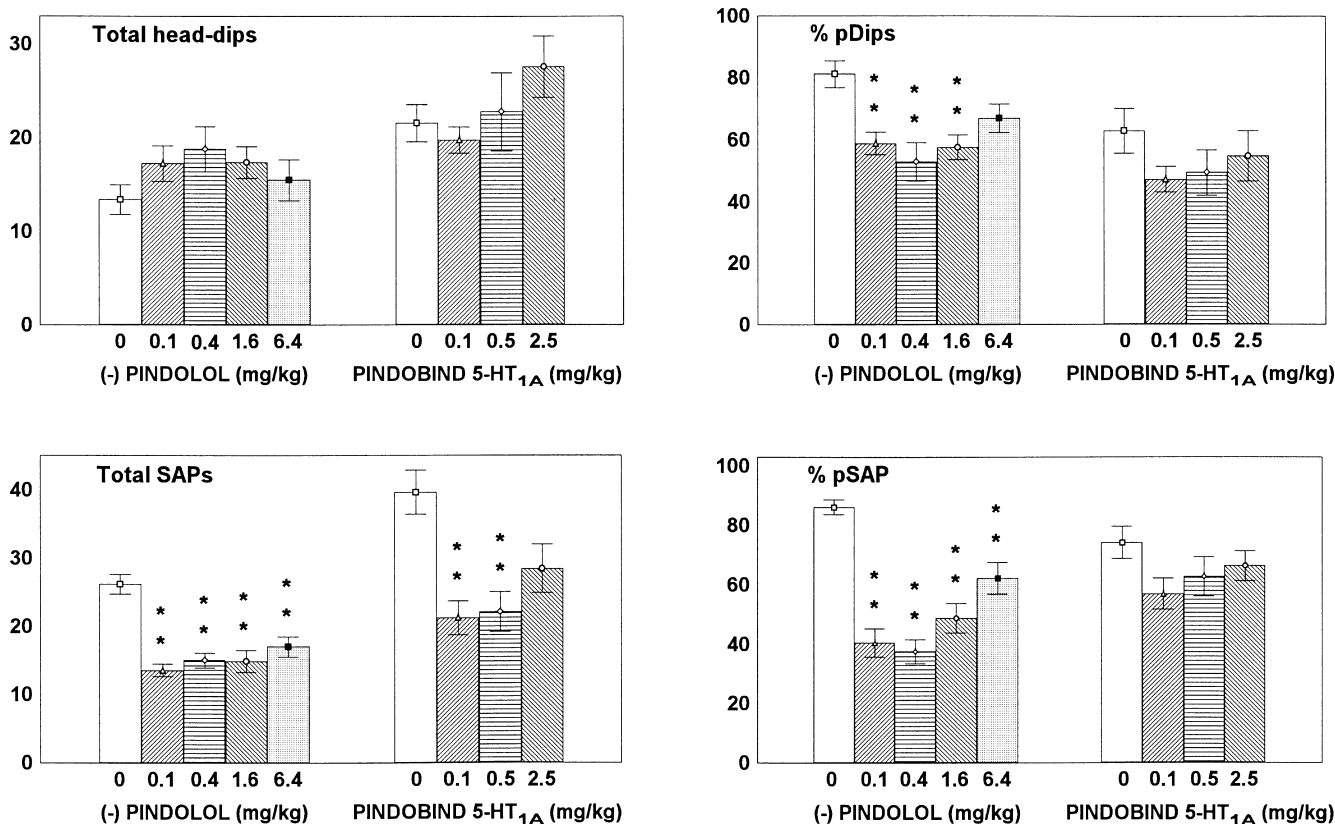 Total head-dips
30
20
10
0
0 0.1 0.4 1.6 6.4 0 0.1 0.5 2.5
(-) PINDOLOL (mg/kg) PINDOBIND 5-HT1A (mg/kg)
% pDips
100
80
* * *
* * *
60
40
20
0
0 0.1 0.4 1.6 6.4 0 0.1 0.5 2.5
(-) PINDOLOL (mg/kg) PINDOBIND 5-HT1A (mg/kg)
Total SAPs
40
30
20
10
0
* * * * * *
* * * * * *
0 0.1 0.4 1.6 6.4 0 0.1 0.5 2.5
(-) PINDOLOL (mg/kg) PINDOBIND 5-HT1A (mg/kg)
% pSAP
100
80
60
40
20
0
* * * *
* * * *
0 0.1 0.4 1.6 6.4 0 0.1 0.5 2.5
(-) PINDOLOL (mg/kg) PINDOBIND 5-HT1A (mg/kg)